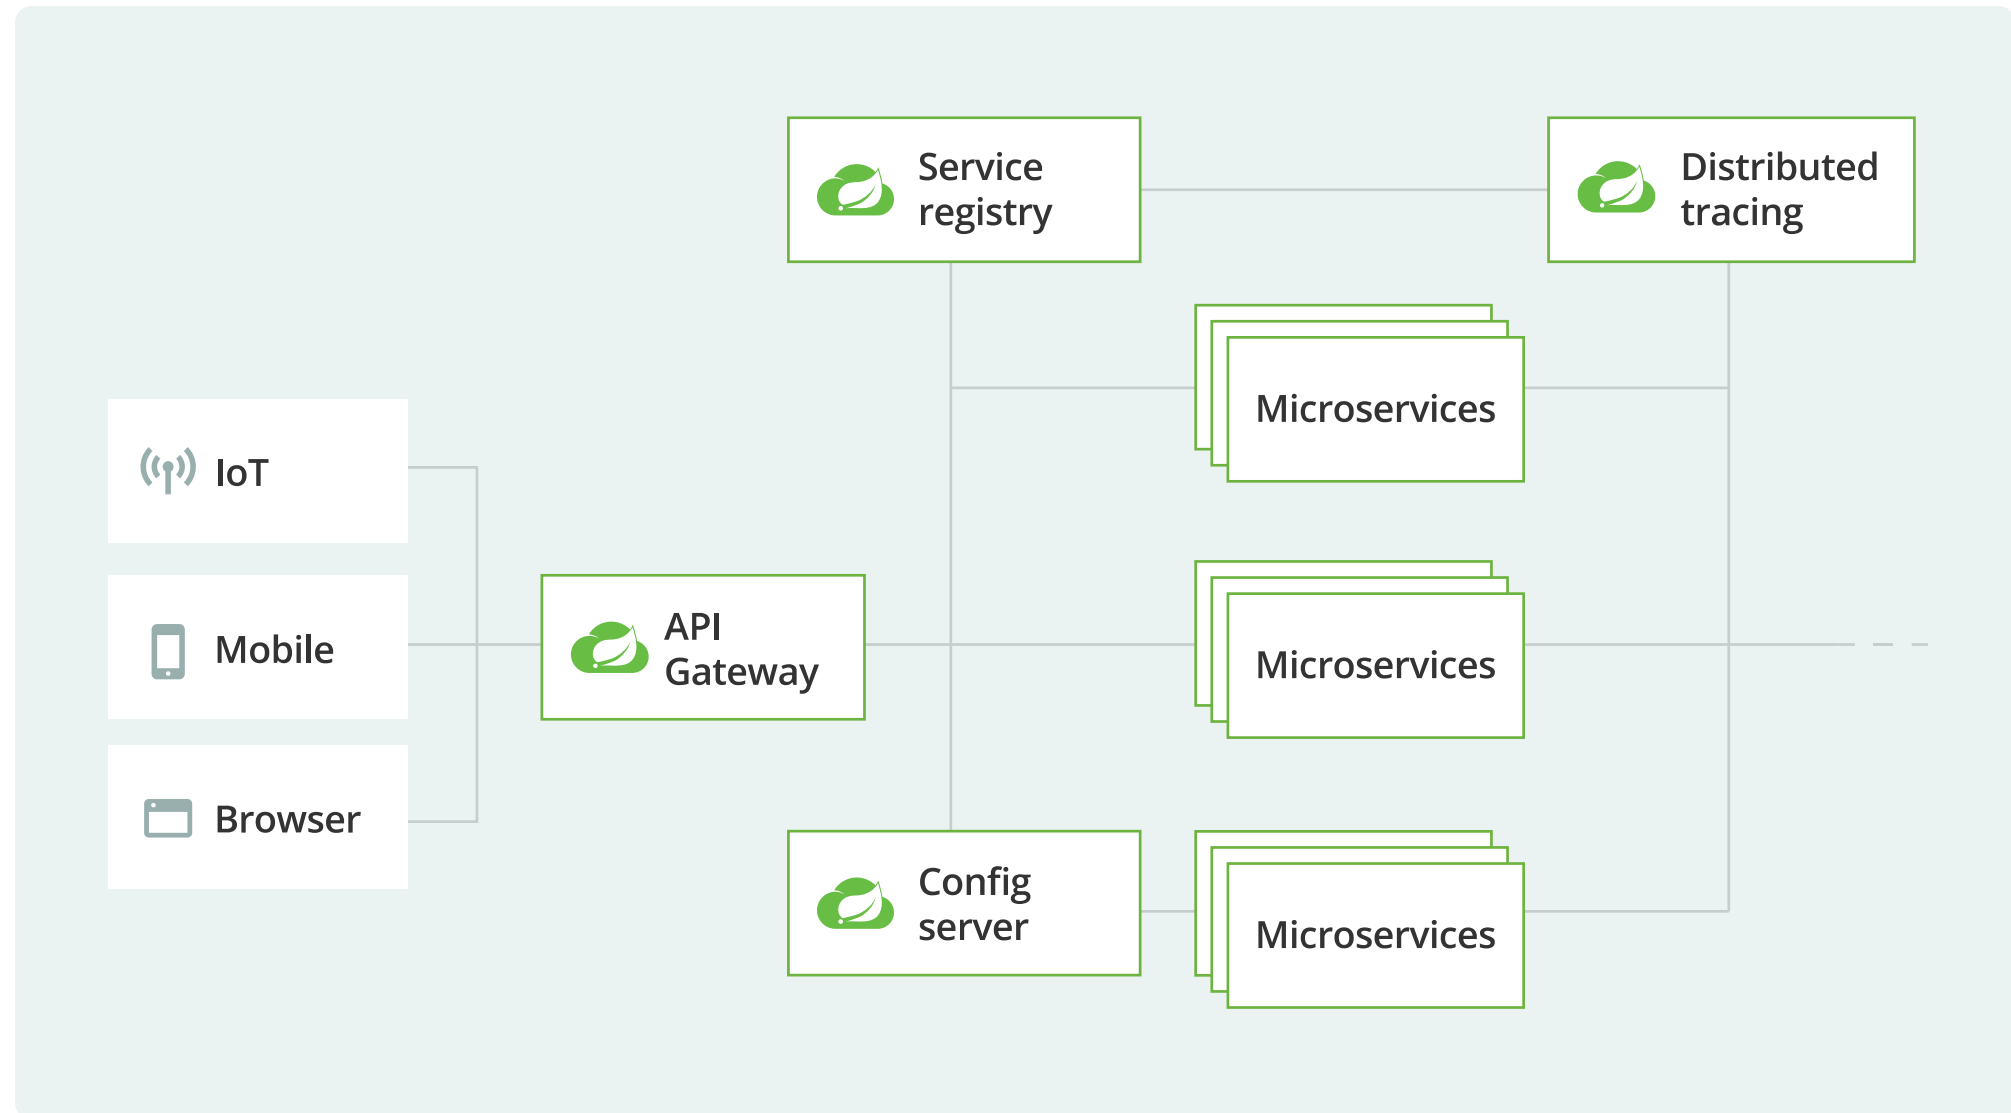 Service
registry
Distributed
tracing
Microservices
IoT
API
Gateway
Mobile
Microservices
Browser
Config
server
Microservices